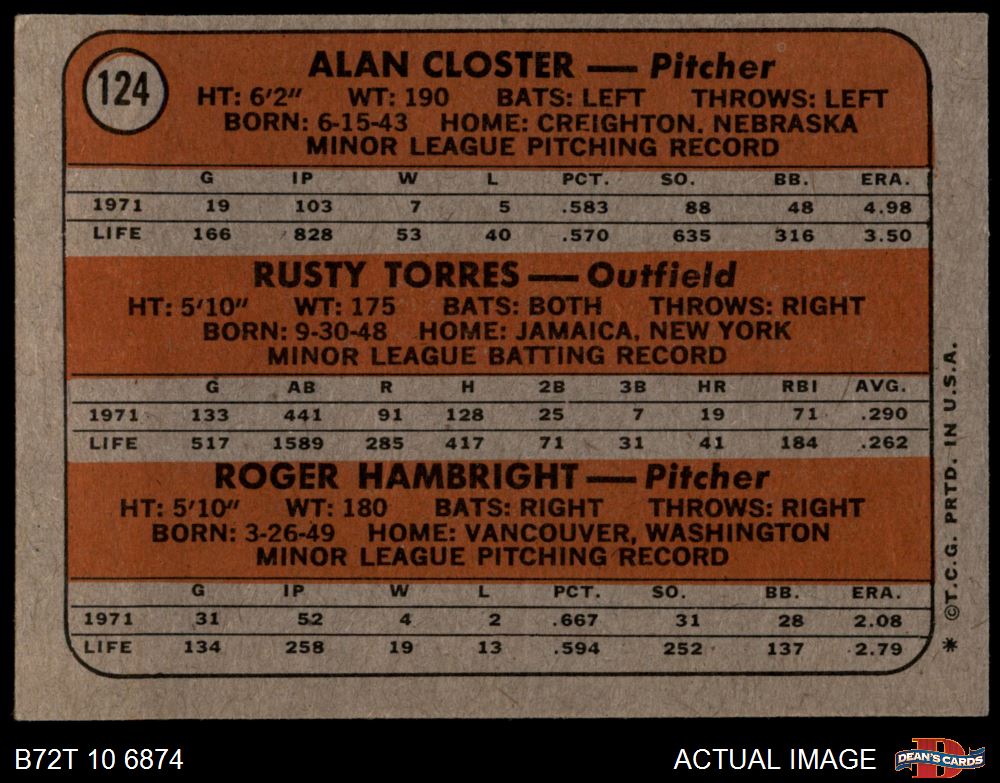 124
ALAN CLOSTER — Pitcher
HT: 6'2" WT: 190 BATS: LEFT THROWS: LEFT
BORN: 6-15-43 HOME: CREIGHTON. NEBRASKA
MINOR LEAGUE PITCHING RECORD
G IP W L PCT. SO. BB. ERA.
1971 19 103 7 5 .583 88 48 4.98
LIFE 166 828 53 40 .570 635 316 3.50
RUSTY TORRES — Outfield
HT: 5'10" WT: 175 BATS: BOTH THROWS: RIGHT
BORN: 9-30-48 HOME: JAMAICA, NEW YORK
MINOR LEAGUE BATTING RECORD
G AB R H 2B 3B HR RBI AVG.
1971 133 441 91 128 25 7 19 71 .290
LIFE 517 1589 285 417 71 31 41 184 .262
ROGER HAMBRIGHT — Pitcher
HT: 5'10" WT: 180 BATS: RIGHT THROWS: RIGHT
BORN: 3-26-49 HOME: VANCOUVER, WASHINGTON
MINOR LEAGUE PITCHING RECORD
G IP W L PCT. SO. BB. ERA.
1971 31 52 4 2 .667 31 28 2.08
LIFE 134 258 19 13 .594 252 137 2.79
* ©T.C.G. PRTD. IN U.S.A.
B72T 10 6874
ACTUAL IMAGE
D
DEAN'S CARDS